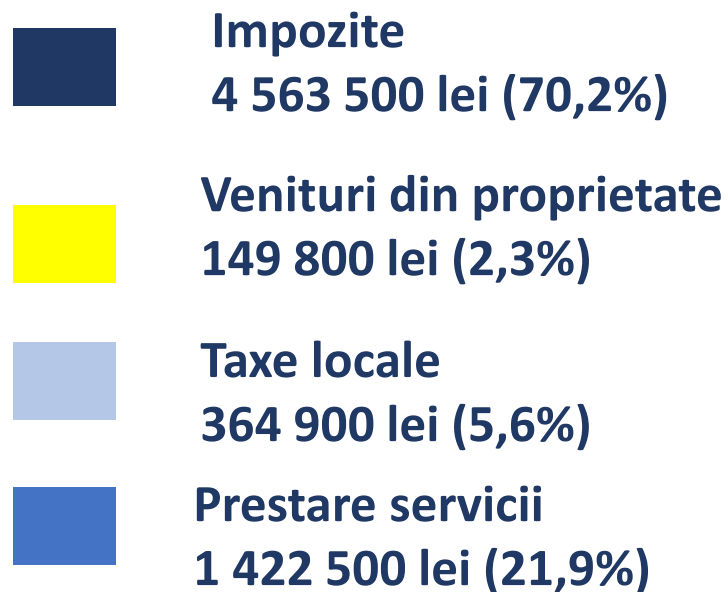 Impozite
4 563 500 lei (70,2%)
Venituri din proprietate
149 800 lei (2,3%)
Taxe locale
364 900 lei (5,6%)
Prestare servicii
1 422 500 lei (21,9%)